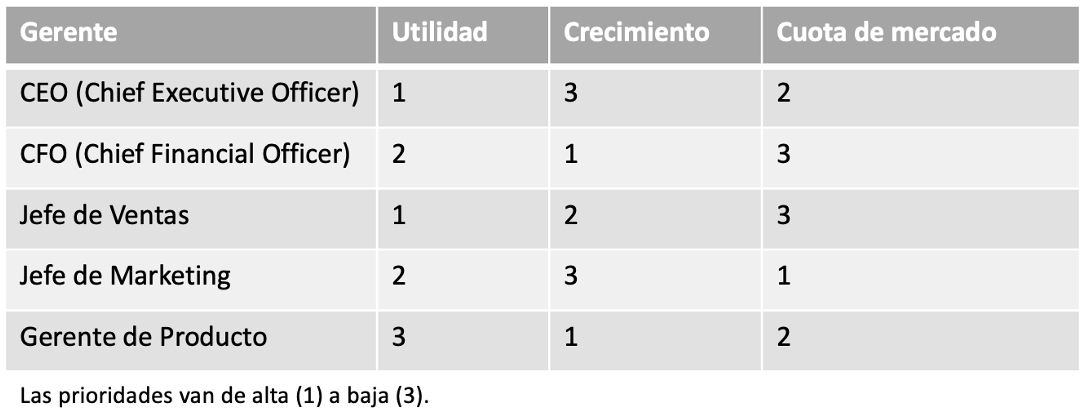 Gerente Utilidad Crecimiento Cuota de mercado
CEO (Chief Executive Officer) 1 3 2
CFO (Chief Financial Officer) 2 1 3
Jefe de Ventas 1 2 3
Jefe de Marketing 2 3 1
Gerente de Producto 3 1 2
Las prioridades van de alta (1) a baja (3).